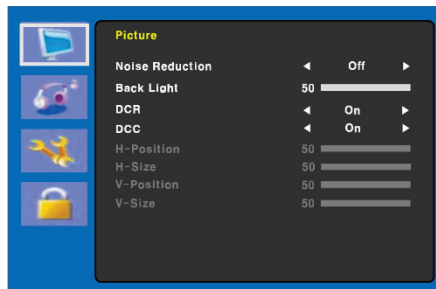 Picture
Noise Reduction Off
Back Light 50
DCR On
DCC On
H-Position 50
H-Size 50
V-Position 50
V-Size 50